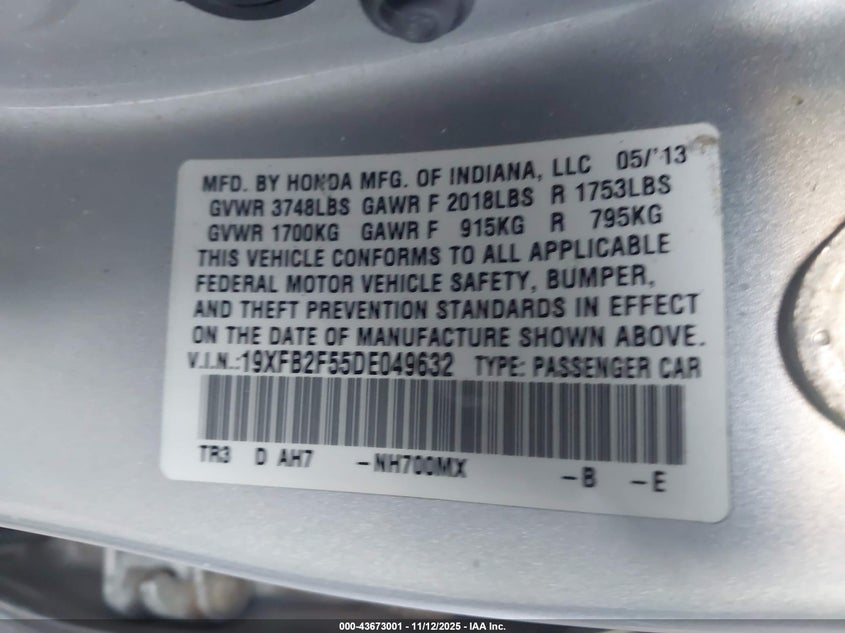 MFD. BY HONDA MFG. OF INDIANA, LLC 05/'13
GVWR 3748LBS GAWR F 2018LBS R 1753LBS
GVWR 1700KG GAWR F 915KG R 795KG
THIS VEHICLE CONFORMS TO ALL APPLICABLE
FEDERAL MOTOR VEHICLE SAFETY, BUMPER,
AND THEFT PREVENTION STANDARDS IN EFFECT
ON THE DATE OF MANUFACTURE SHOWN ABOVE.
V.I.N.:19XFB2F55DE049632 TYPE: PASSENGER CAR
TR3 D AH7 -NH700MX -B -E
000-43673001 - 11/12/2025 - IAA Inc.